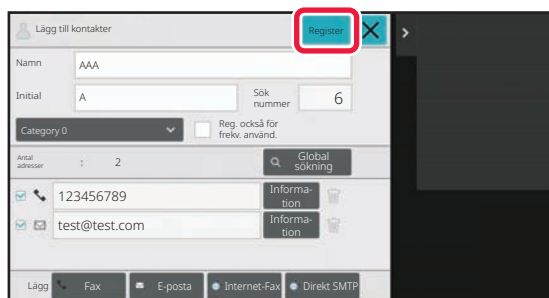 Lägg till kontakter
Register
Namn
AAA
Initial
A
Sök
nummer
6
Category 0
Reg. också för
frekv. använd.
Antal
adresser
:
2
Global
sökning
123456789
Informa-
tion
test@test.com
Informa-
tion
Lägg
Fax
E-posta
Internet-Fax
Direkt SMTP